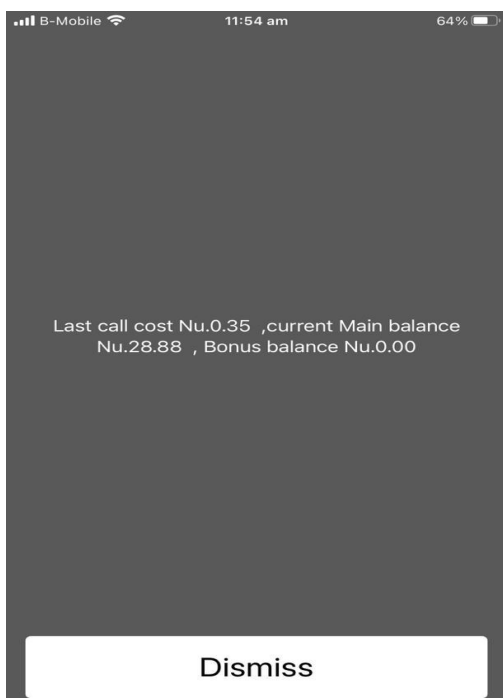 B-Mobile 11:54 am 64%
Last call cost Nu.0.35 ,current Main balance
Nu.28.88 , Bonus balance Nu.0.00
Dismiss